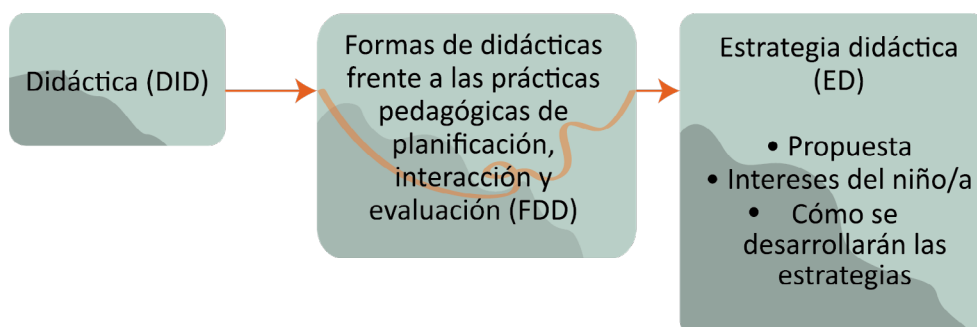 Didáctica (DID)
Formas de didácticas
frente a las prácticas
pedagógicas de
planificación,
interacción y
evaluación (FDD)
Estrategia didáctica
(ED)
• Propuesta
• Intereses del niño/a
• Cómo se
desarrollarán las
estrategias